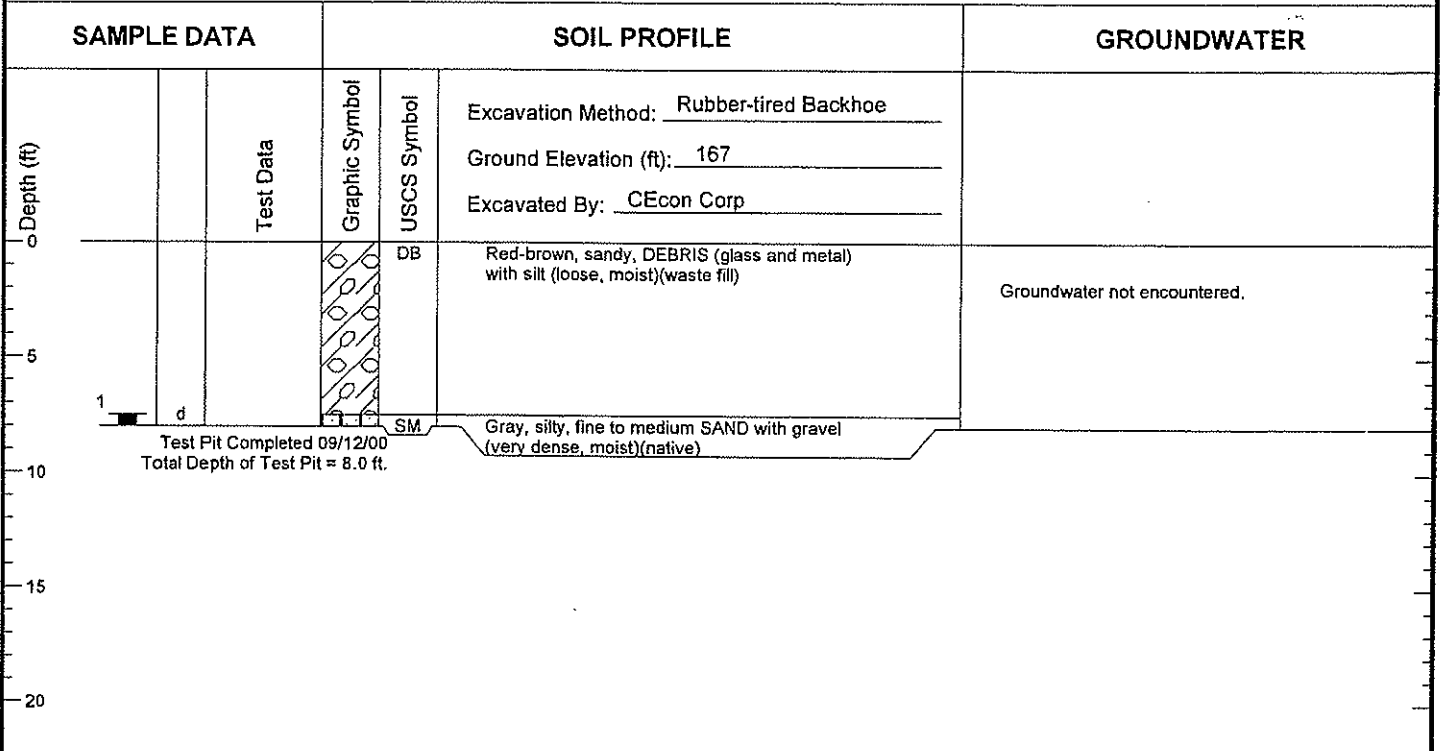 SAMPLE DATA
SOIL PROFILE
GROUNDWATER
Depth (ft)
Test Data
Graphic Symbol
USCS Symbol
Excavation Method: Rubber-tired Backhoe
Ground Elevation (ft): 167
Excavated By: CEcon Corp
0
DB
Red-brown, sandy, DEBRIS (glass and metal)
with silt (loose, moist)(waste fill)
Groundwater not encountered.
5
1
d
SM
Gray, silty, fine to medium SAND with gravel
(very dense, moist)(native)
Test Pit Completed 09/12/00
Total Depth of Test Pit = 8.0 ft.
10
15
20